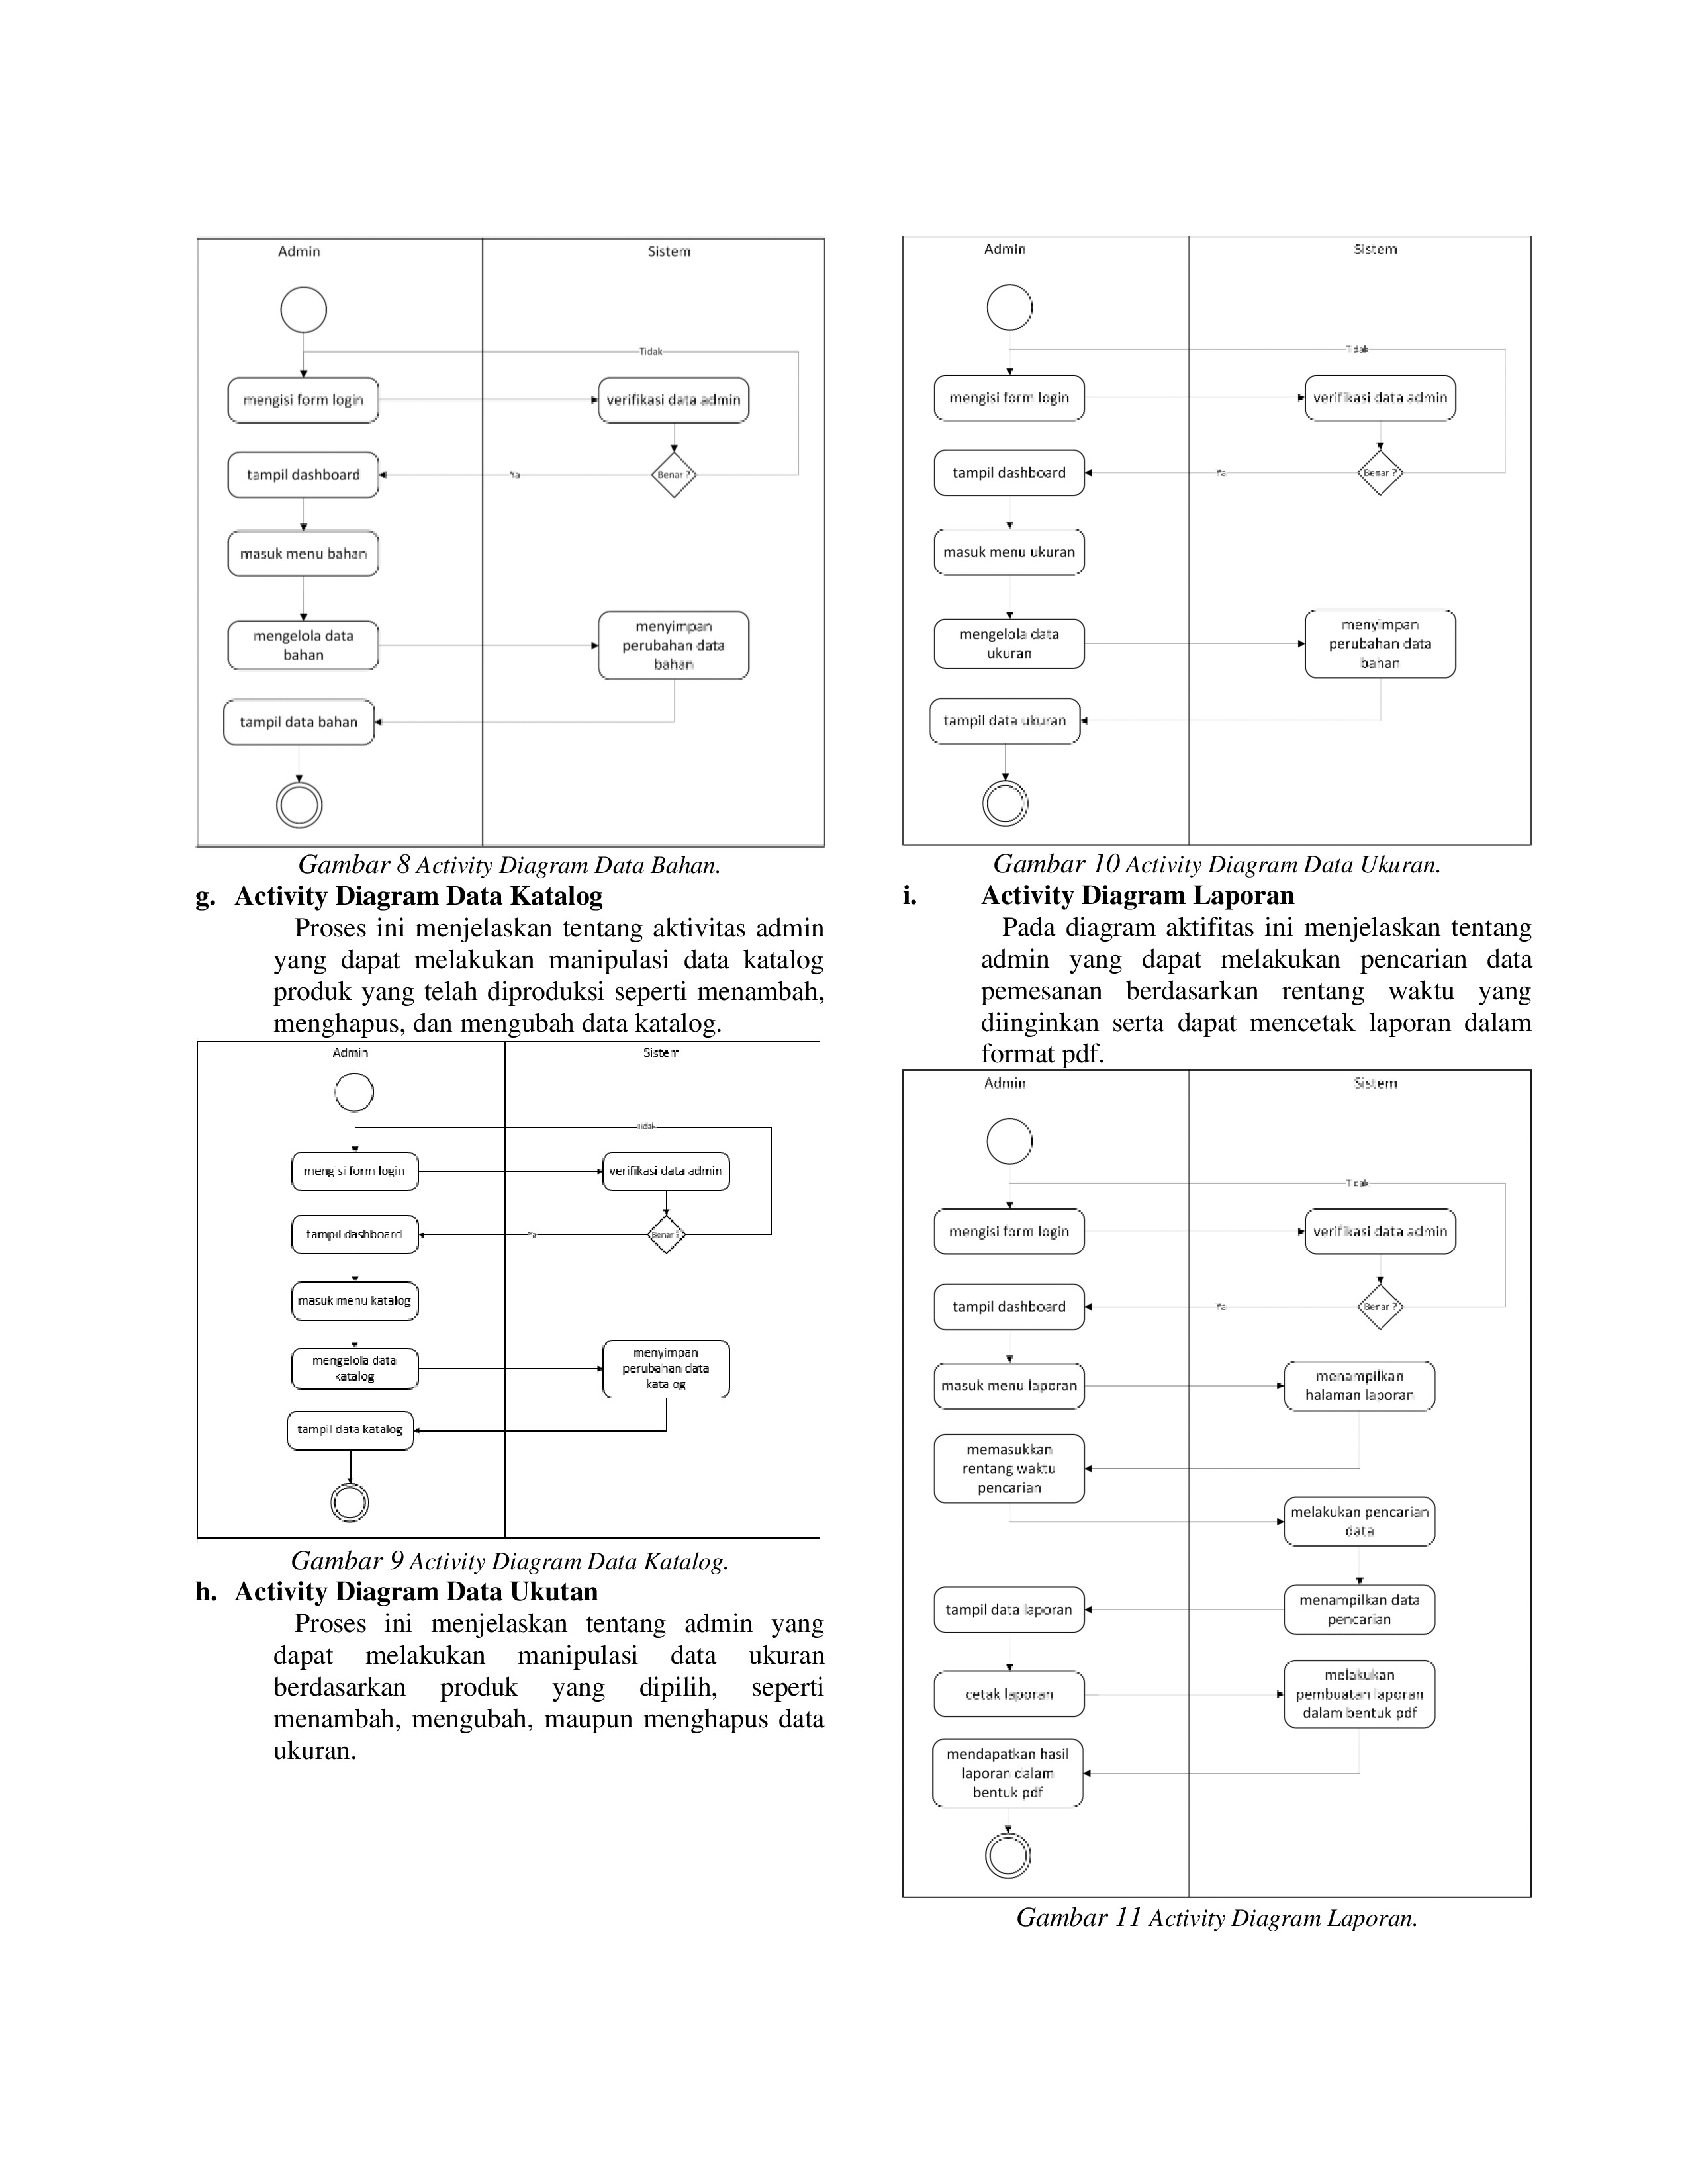 Admin Sistem
Tidak
mengisi form login verifikasi data admin
tampil dashboard Ya Benar ?
masuk menu bahan
mengelola data
bahan
menyimpan
perubahan data
bahan
tampil data bahan
Gambar 8 Activity Diagram Data Bahan.
g. Activity Diagram Data Katalog
Proses ini menjelaskan tentang aktivitas admin
yang dapat melakukan manipulasi data katalog
produk yang telah diproduksi seperti menambah,
menghapus, dan mengubah data katalog.
Admin Sistem
Tidak
mengisi form login verifikasi data admin
tampil dashboard Ya Benar ?
masuk menu katalog
mengelola data
katalog
menyimpan
perubahan data
katalog
tampil data katalog
Gambar 9 Activity Diagram Data Katalog.
h. Activity Diagram Data Ukutan
Proses ini menjelaskan tentang admin yang
dapat melakukan manipulasi data ukuran
berdasarkan produk yang dipilih, seperti
menambah, mengubah, maupun menghapus data
ukuran.
Admin Sistem
Tidak
mengisi form login verifikasi data admin
tampil dashboard Ya Benar ?
masuk menu ukuran
mengelola data
ukuran
menyimpan
perubahan data
bahan
tampil data ukuran
Gambar 10 Activity Diagram Data Ukuran.
i. Activity Diagram Laporan
Pada diagram aktifitas ini menjelaskan tentang
admin yang dapat melakukan pencarian data
pemesanan berdasarkan rentang waktu yang
diinginkan serta dapat mencetak laporan dalam
format pdf.
Admin Sistem
Tidak
mengisi form login verifikasi data admin
tampil dashboard Ya Benar ?
masuk menu laporan
menampilkan
halaman laporan
memasukkan
rentang waktu
pencarian
melakukan pencarian
data
menampilkan data
pencarian
tampil data laporan
cetak laporan
melakukan
pembuatan laporan
dalam bentuk pdf
mendapatkan hasil
laporan dalam
bentuk pdf
Gambar 11 Activity Diagram Laporan.